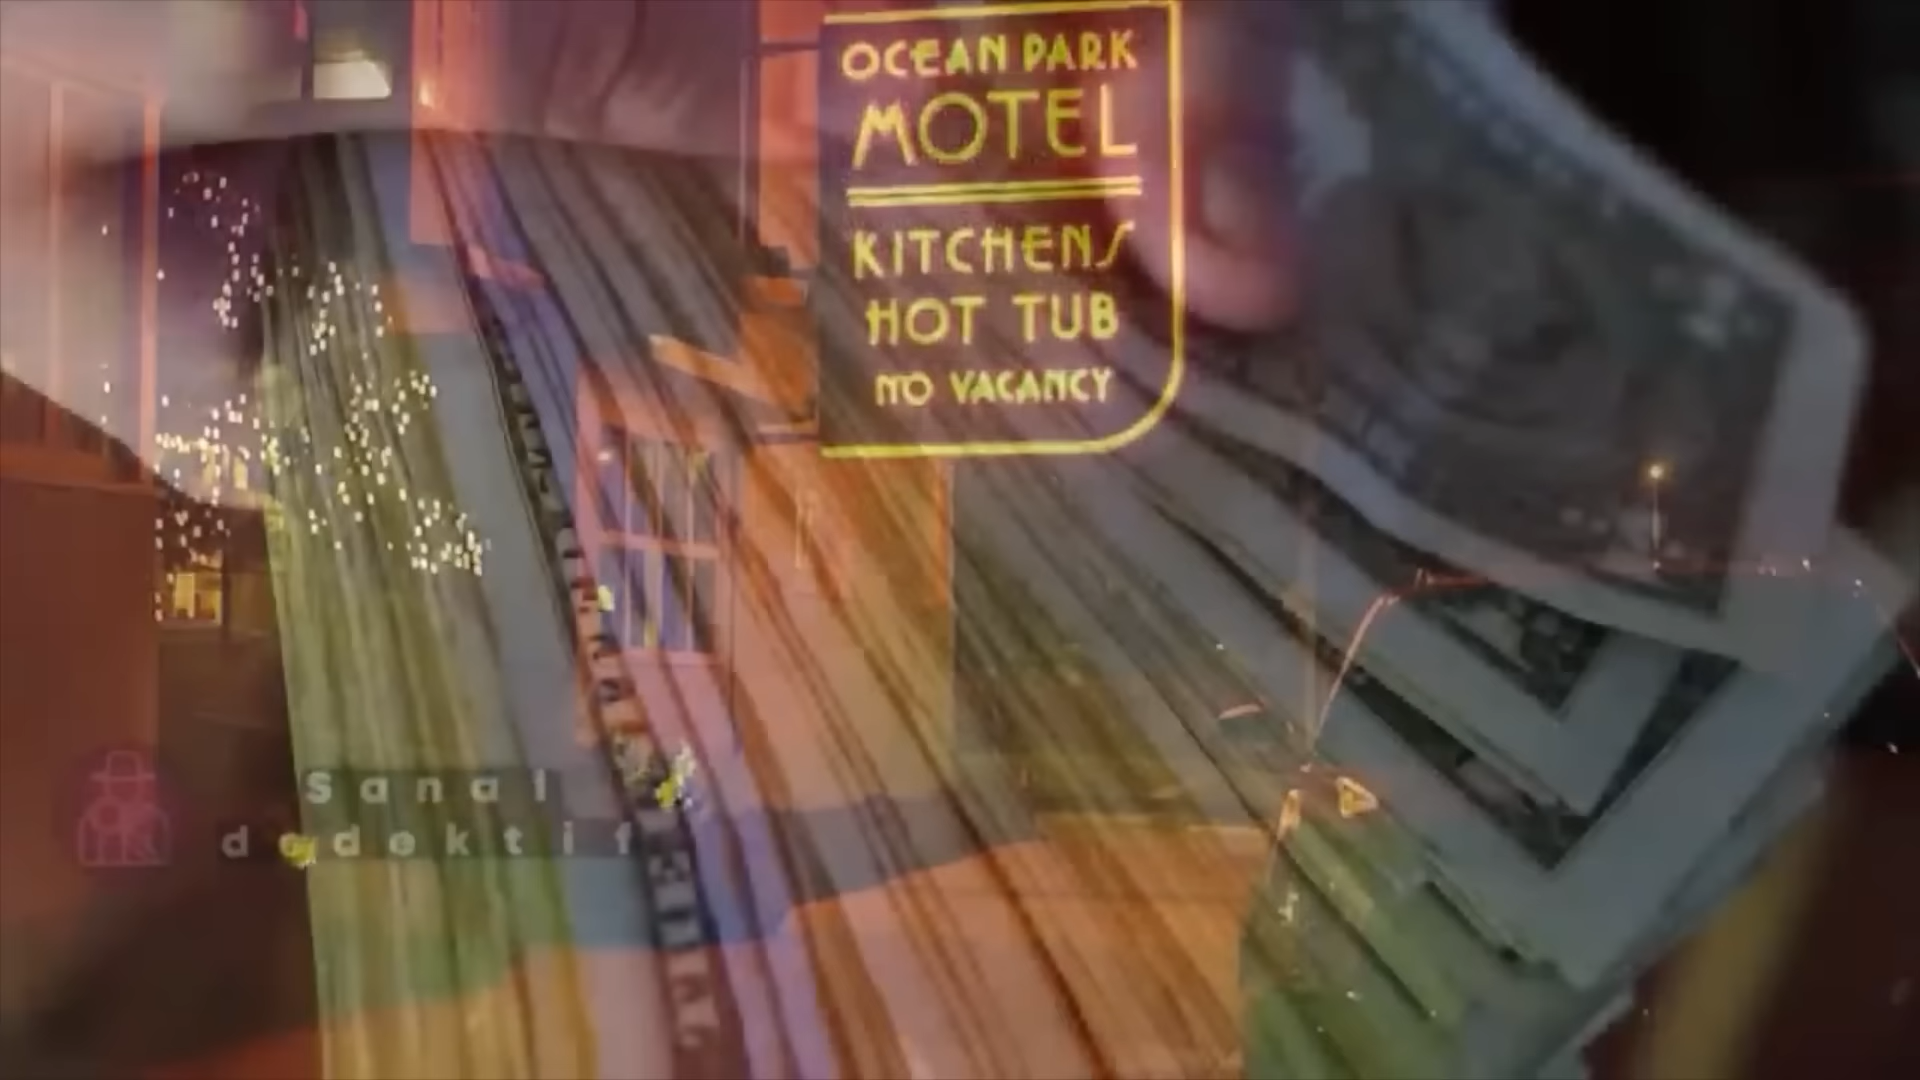 OCEAN PARK
MOTEL
KITCHENS
HOT TUB
NO VACANCY
Sanal
dedektif